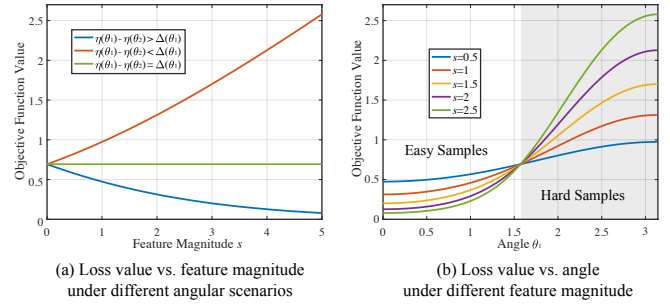 2.5
2
1.5
1
0.5
0
Objective Function Value
η(θ₁)-η(θ₂)>Δ(θ₁)
η(θ₁)-η(θ₂)<Δ(θ₁)
η(θ₁)-η(θ₂)=Δ(θ₁)
0 1 2 3 4 5
Feature Magnitude s
(a) Loss value vs. feature magnitude
under different angular scenarios
2.5
2
1.5
1
0.5
0
Objective Function Value
s=0.5
s=1
s=1.5
s=2
s=2.5
Easy Samples
Hard Samples
0 0.5 1 1.5 2 2.5 3
Angle θ₁
(b) Loss value vs. angle
under different feature magnitude